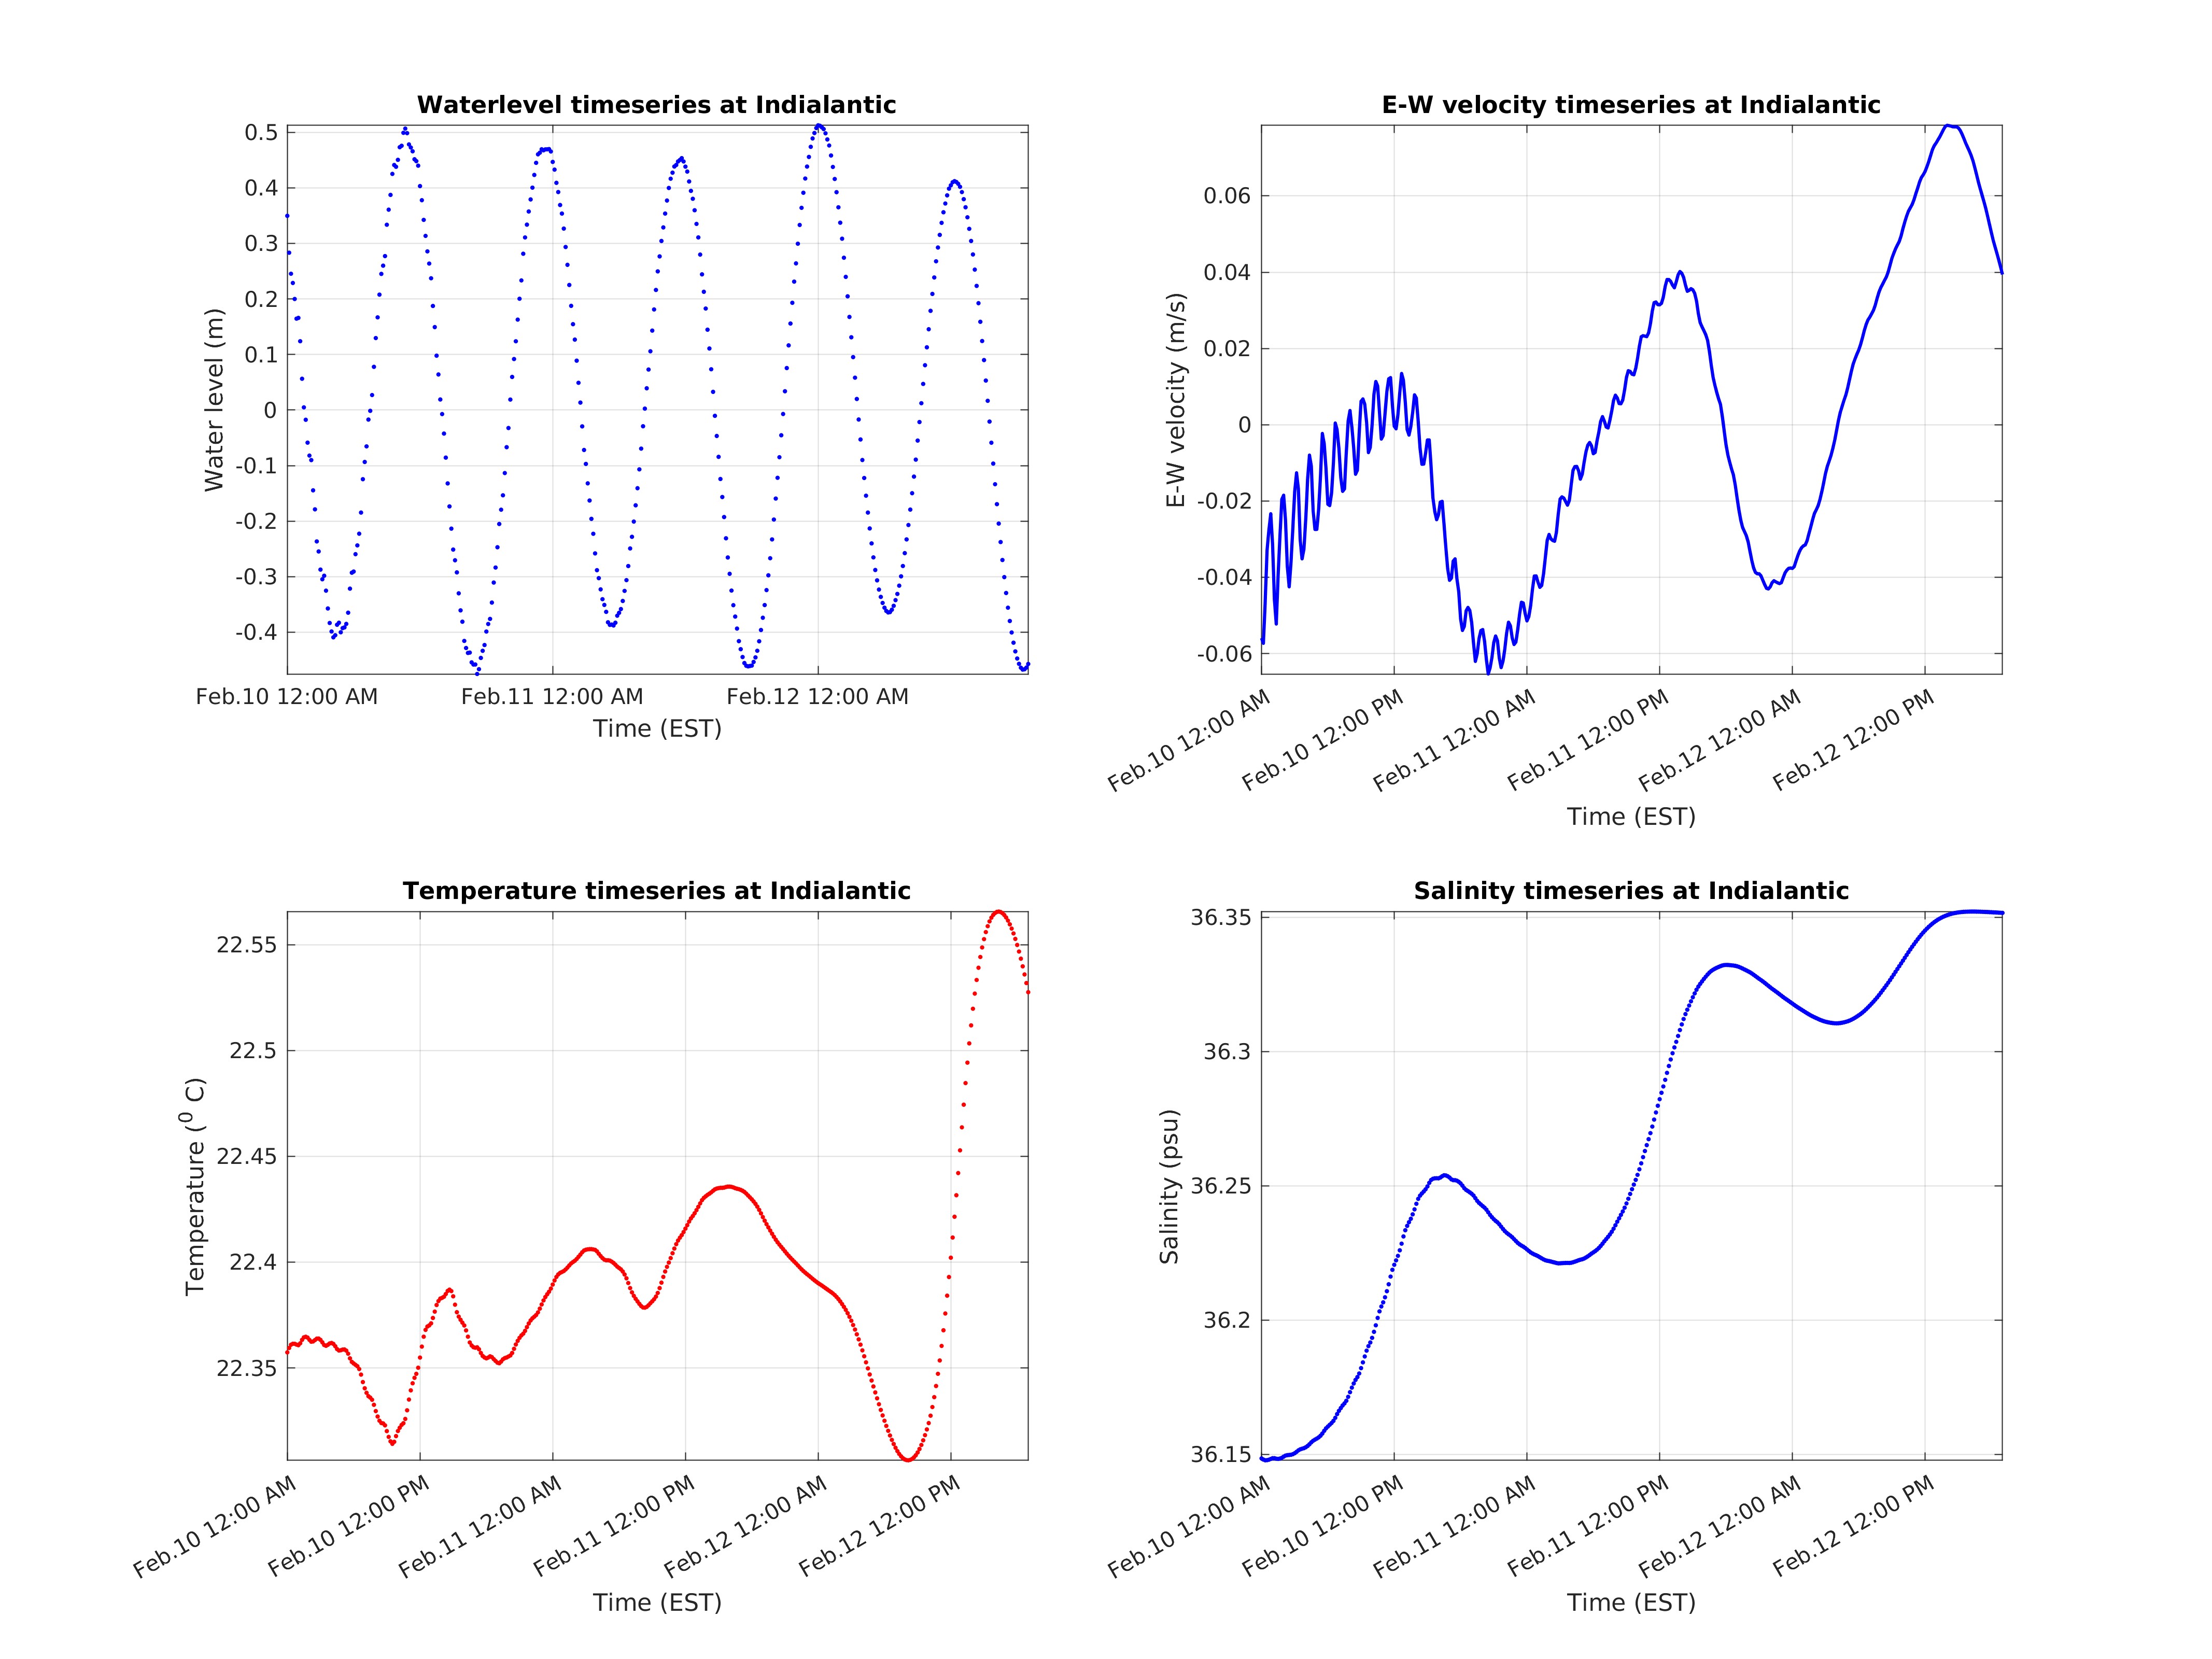 Waterlevel timeseries at Indialantic
0.5
0.4
0.3
0.2
0.1
0
-0.1
-0.2
-0.3
-0.4
Water level (m)
Feb.10 12:00 AM
Feb.11 12:00 AM
Feb.12 12:00 AM
Time (EST)
E-W velocity timeseries at Indialantic
0.06
0.04
0.02
0
-0.02
-0.04
-0.06
E-W velocity (m/s)
Feb.10 12:00 AM
Feb.10 12:00 PM
Feb.11 12:00 AM
Feb.11 12:00 PM
Feb.12 12:00 AM
Feb.12 12:00 PM
Time (EST)
Temperature timeseries at Indialantic
22.55
22.5
22.45
22.4
22.35
Temperature (⁰ C)
Feb.10 12:00 AM
Feb.10 12:00 PM
Feb.11 12:00 AM
Feb.11 12:00 PM
Feb.12 12:00 AM
Feb.12 12:00 PM
Time (EST)
Salinity timeseries at Indialantic
36.35
36.3
36.25
36.2
36.15
Salinity (psu)
Feb.10 12:00 AM
Feb.10 12:00 PM
Feb.11 12:00 AM
Feb.11 12:00 PM
Feb.12 12:00 AM
Feb.12 12:00 PM
Time (EST)